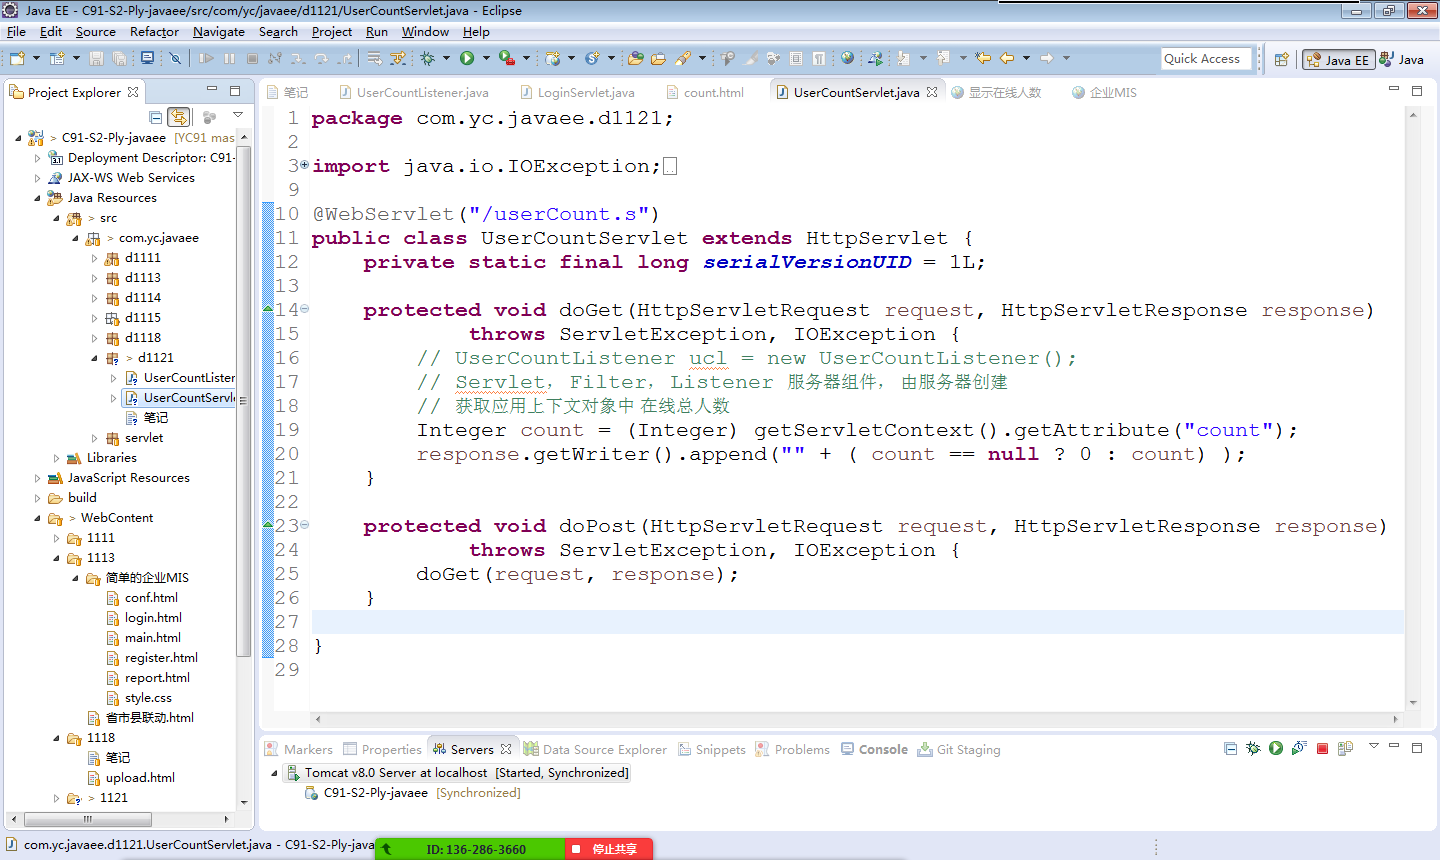 Java EE - C91-S2-Ply-javaee/src/com/yc/javaee/d1121/UserCountServlet.java - Eclipse
File Edit Source Refactor Navigate Search Project Run Window Help
Quick Access Java EE Java
Project Explorer
> C91-S2-Ply-javaee [YC91 mas
Deployment Descriptor: C91-
JAX-WS Web Services
Java Resources
> src
> com.yc.javaee
d1111
d1113
d1114
d1115
d1118
> d1121
UserCountListen
UserCountServl
笔记
servlet
Libraries
JavaScript Resources
build
> WebContent
1111
1113
简单的企业MIS
conf.html
login.html
main.html
register.html
report.html
style.css
省市县联动.html
1118
笔记
upload.html
> 1121
笔记 UserCountListener.java LoginServlet.java count.html UserCountServlet.java 显示在线人数 企业MIS
1 package com.yc.javaee.d1121;
2
3 import java.io.IOException;
9
10 @WebServlet("/userCount.s")
11 public class UserCountServlet extends HttpServlet {
12 private static final long serialVersionUID = 1L;
13
14 protected void doGet(HttpServletRequest request, HttpServletResponse response)
15 throws ServletException, IOException {
16 // UserCountListener ucl = new UserCountListener();
17 // Servlet, Filter, Listener 服务器组件, 由服务器创建
18 // 获取应用上下文对象中 在线总人数
19 Integer count = (Integer) getServletContext().getAttribute("count");
20 response.getWriter().append("" + ( count == null ? 0 : count) );
21 }
22
23 protected void doPost(HttpServletRequest request, HttpServletResponse response)
24 throws ServletException, IOException {
25 doGet(request, response);
26 }
27
28 }
29
Markers Properties Servers Data Source Explorer Snippets Problems Console Git Staging
Tomcat v8.0 Server at localhost [Started, Synchronized]
C91-S2-Ply-javaee [Synchronized]
com.yc.javaee.d1121.UserCountServlet.java - C91-S2-Ply-java
ID: 136-286-3660 停止共享